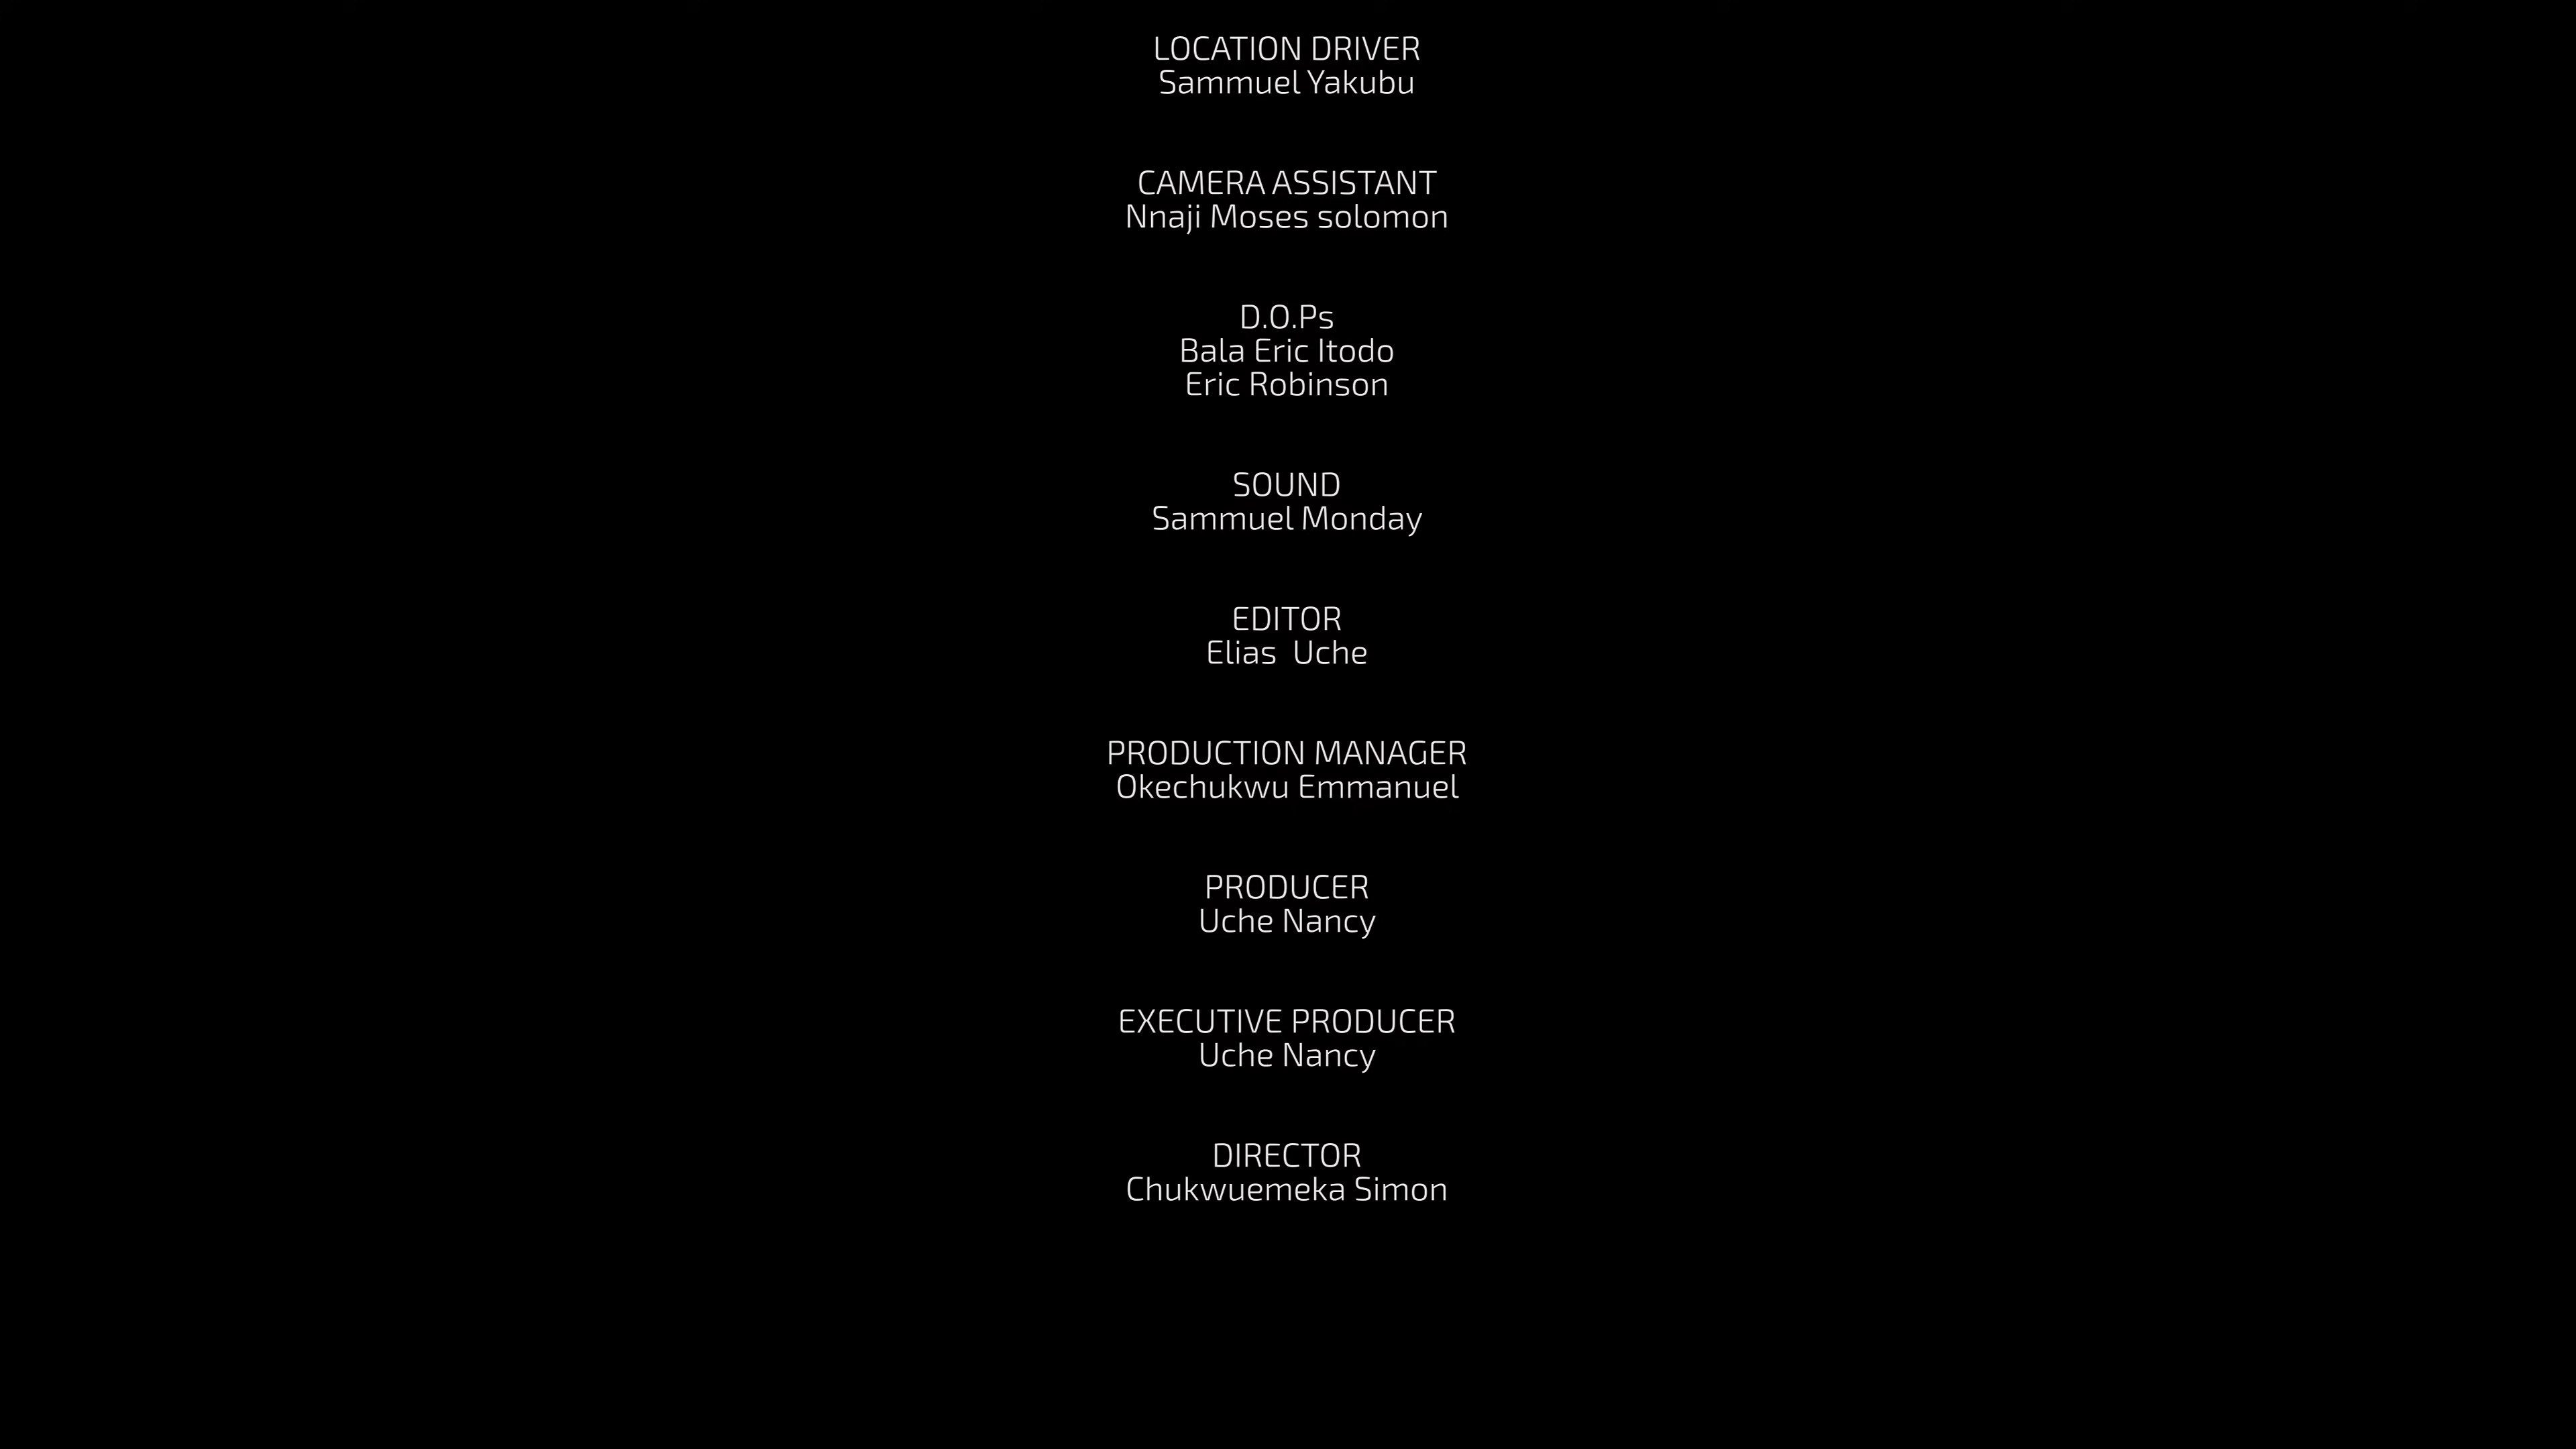 LOCATION DRIVER
Sammuel Yakubu
CAMERA ASSISTANT
Nnaji Moses solomon
D.O.Ps
Bala Eric Itodo
Eric Robinson
SOUND
Sammuel Monday
EDITOR
Elias  Uche
PRODUCTION MANAGER
Okechukwu Emmanuel
PRODUCER
Uche Nancy
EXECUTIVE PRODUCER
Uche Nancy
DIRECTOR
Chukwuemeka Simon